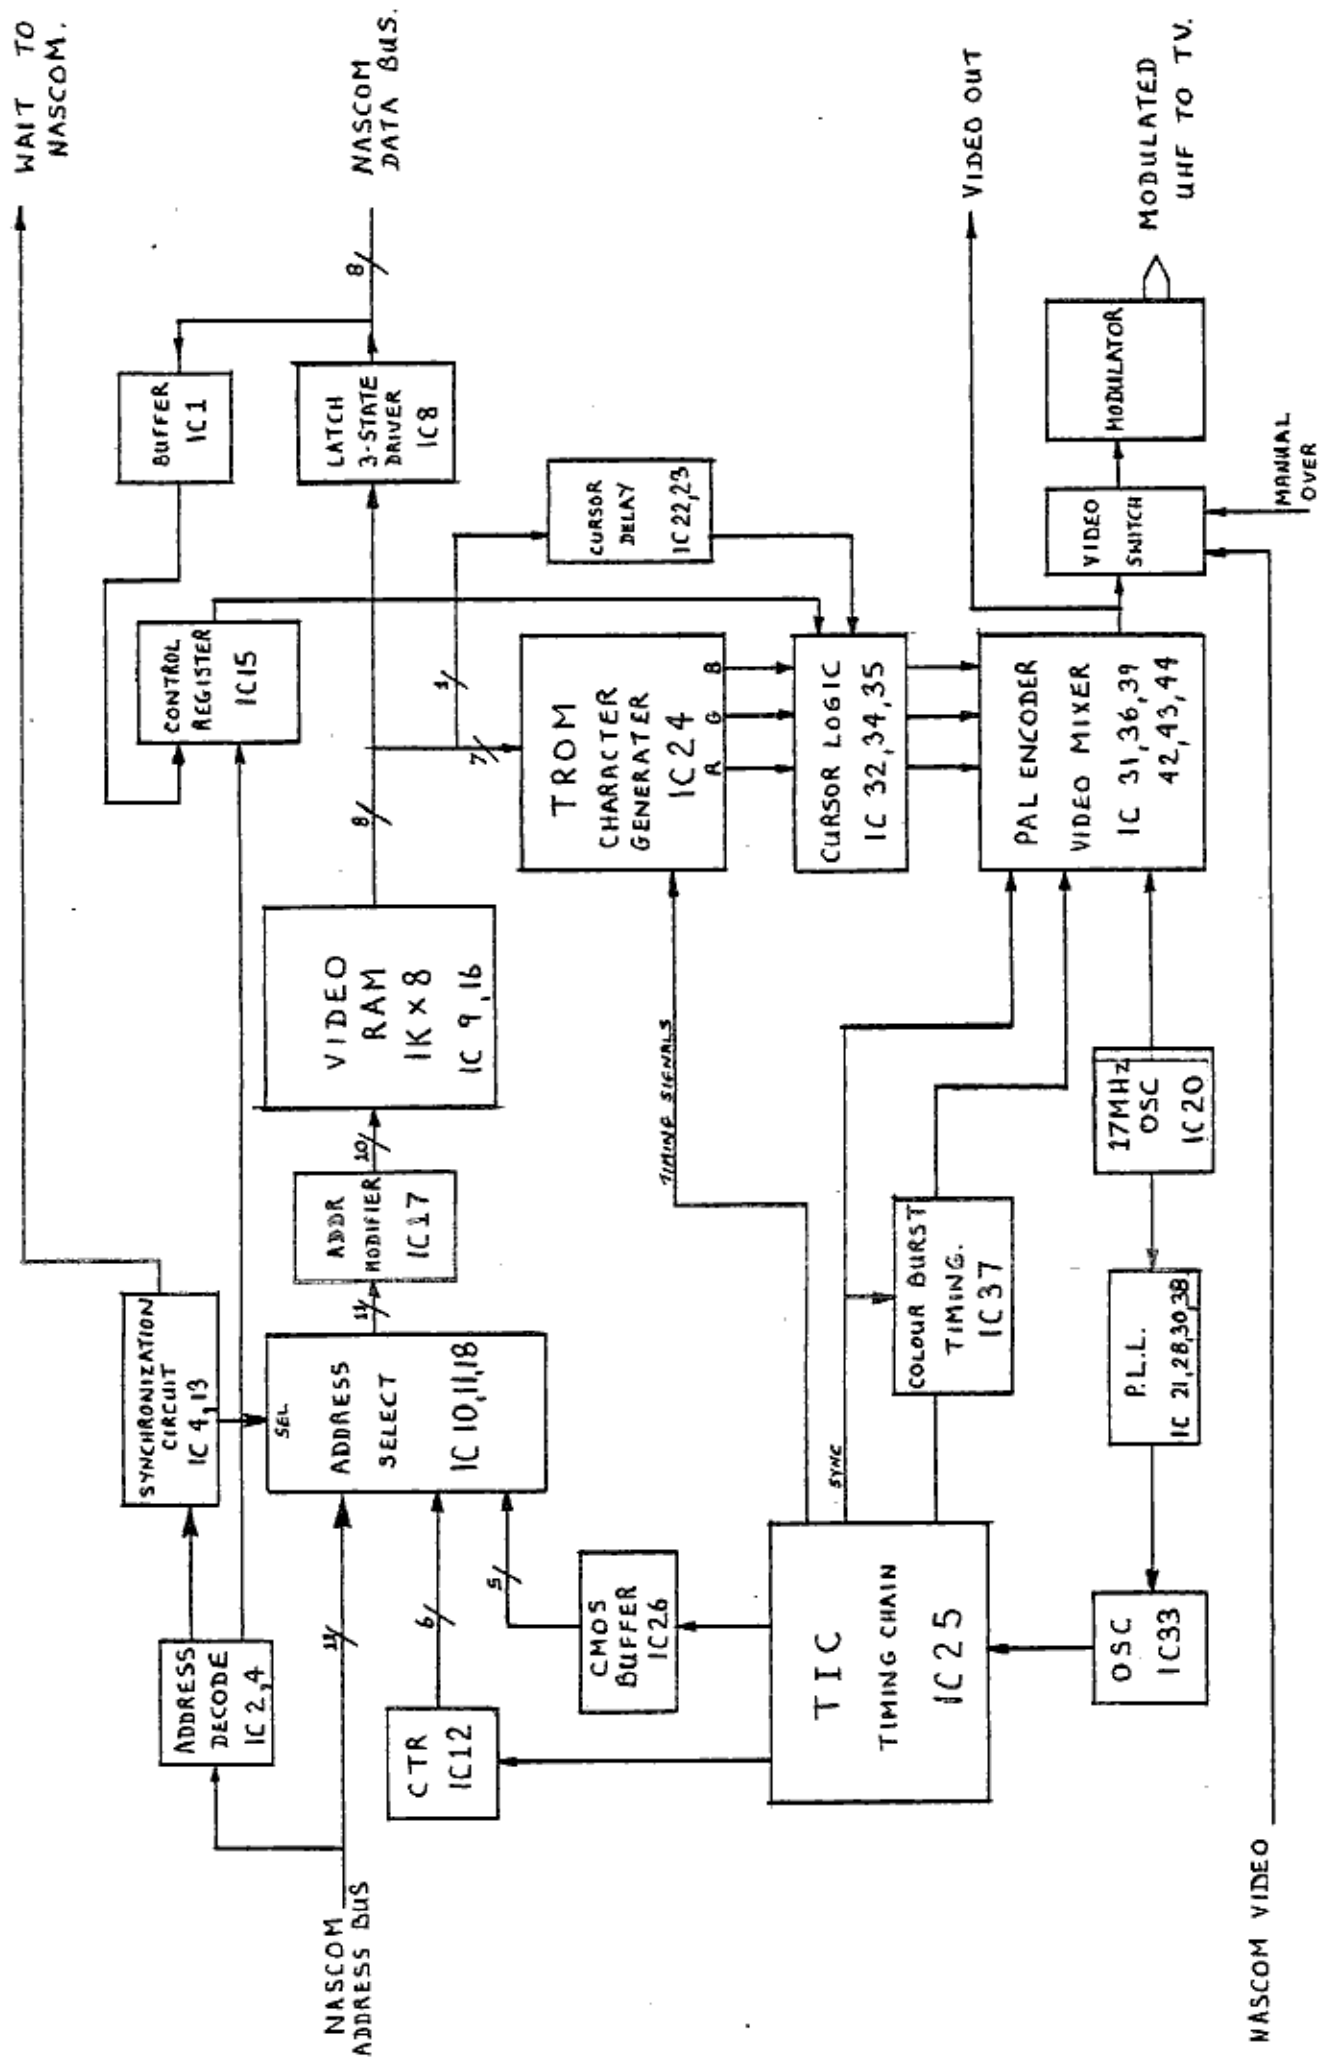 WAIT TO
NASCOM.
NASCOM
DATA BUS.
8
BUFFER
IC1
LATCH
3-STATE
DRIVER
IC8
CONTROL
REGISTER
IC15
CURSOR
DELAY
IC22,23
1
7
8
VIDEO
RAM
1K×8
IC 9,16
10
ADDR
MODIFIER
IC17
11
SYNCHRONIZATION
CIRCUIT
IC 4,13
SEL
ADDRESS
SELECT
IC 10,11,18
ADDRESS
DECODE
IC 2,4
11
NASCOM
ADDRESS BUS
6
CTR
IC12
5
CMOS
BUFFER
IC26
TIC
TIMING CHAIN
IC25
TIMING SIGNALS
SYNC
TROM
CHARACTER
GENERATER
IC24
R G B
CURSOR LOGIC
IC 32,34,35
PAL ENCODER
VIDEO MIXER
IC 31,36,39
42,43,44
COLOUR BURST
TIMING.
IC37
17MHz
OSC
IC20
P.L.L.
IC 21,28,30,38
OSC
IC33
VIDEO OUT
VIDEO
SWITCH
MODULATOR
MODULATED
UHF TO TV.
MANUAL
OVER
NASCOM VIDEO